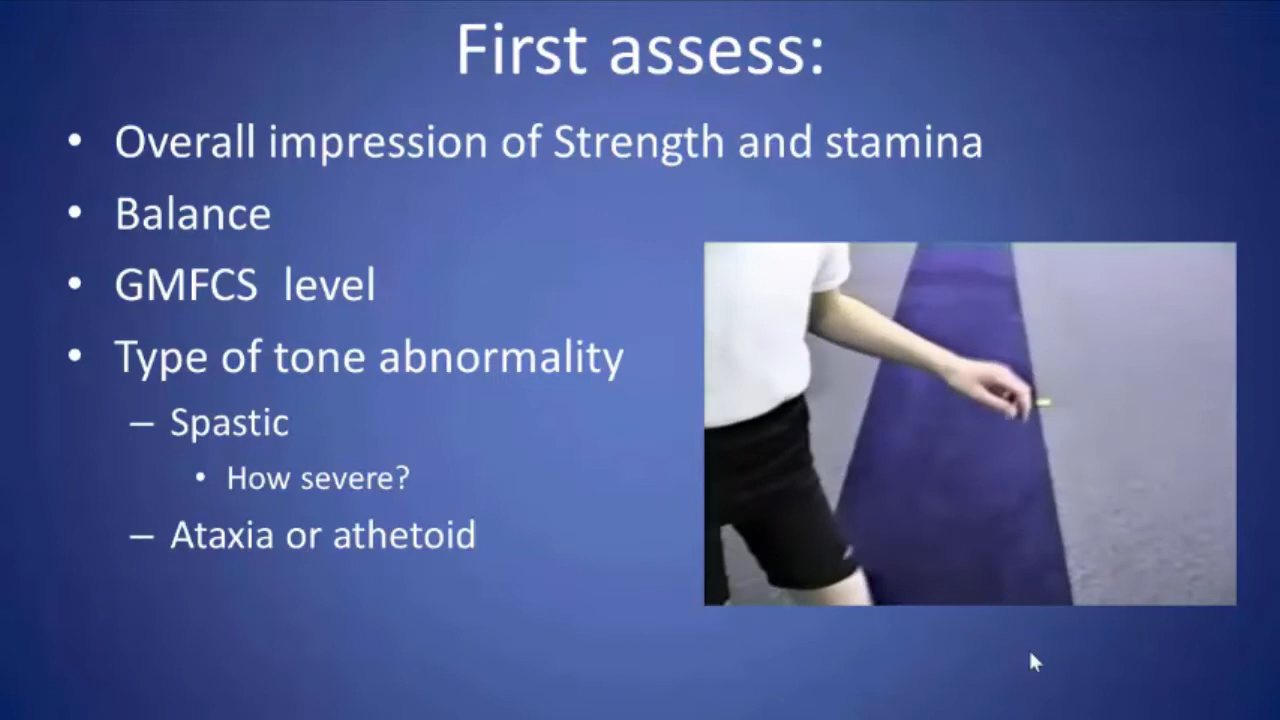 First assess:
• Overall impression of Strength and stamina
• Balance
• GMFCS  level
• Type of tone abnormality
– Spastic
• How severe?
– Ataxia or athetoid